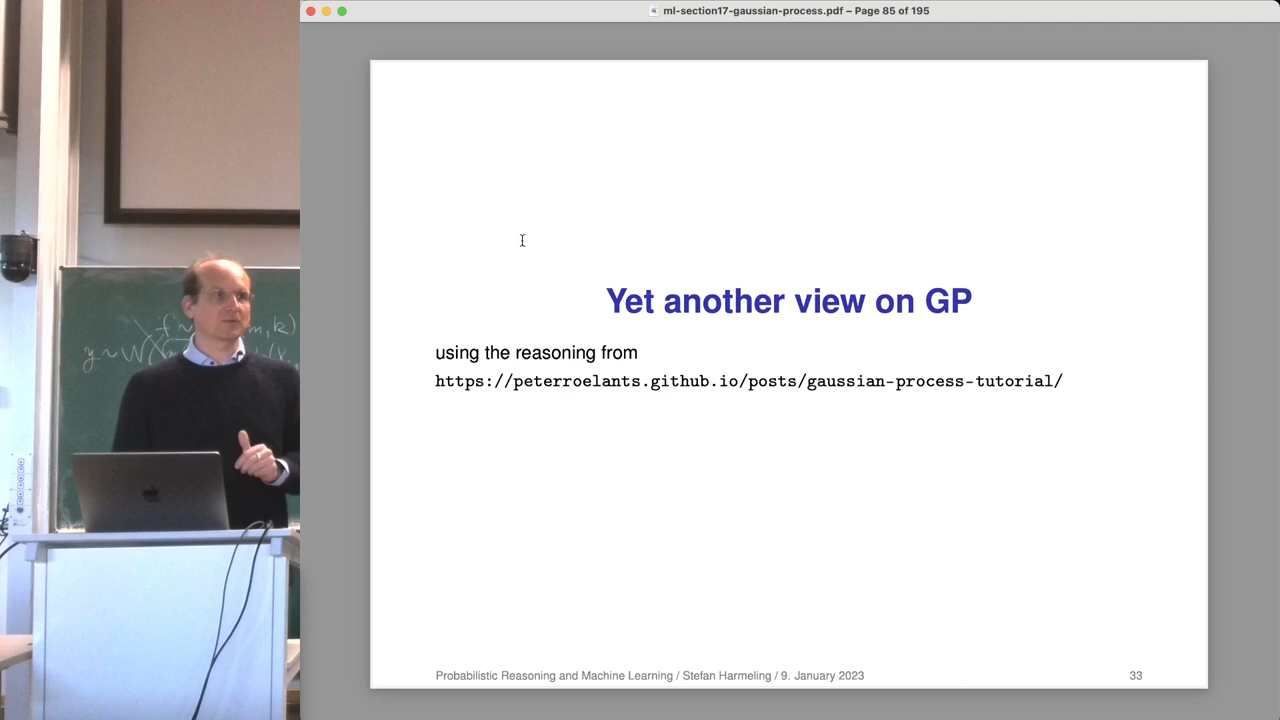 ml-section17-gaussian-process.pdf – Page 85 of 195
f ~ m, k)
y ~ N
Yet another view on GP
using the reasoning from
https://peterroelants.github.io/posts/gaussian-process-tutorial/
Probabilistic Reasoning and Machine Learning / Stefan Harmeling / 9. January 2023
33